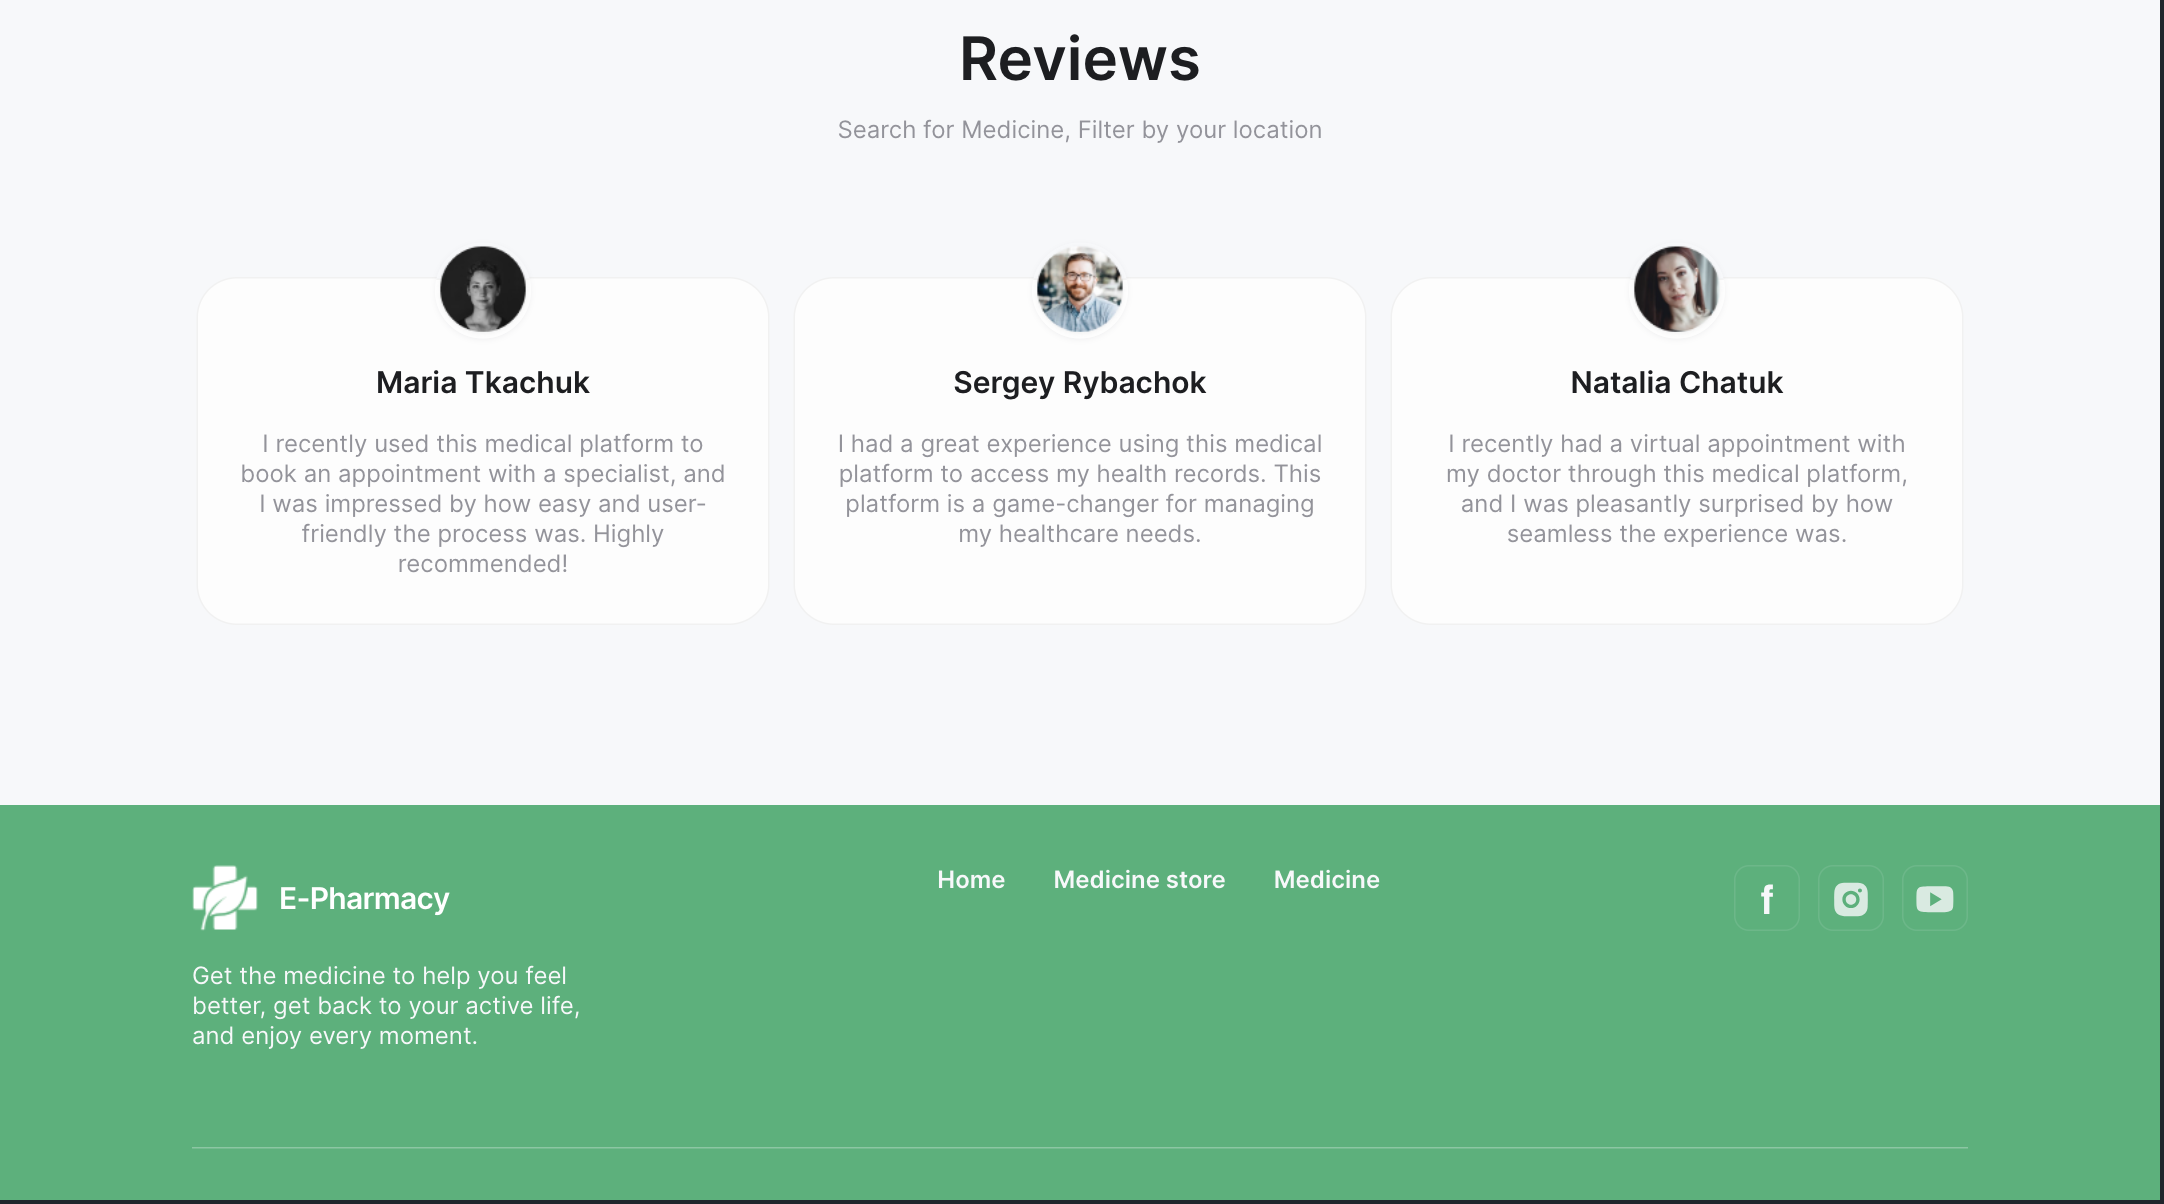 Reviews
Search for Medicine, Filter by your location
Maria Tkachuk
I recently used this medical platform to
book an appointment with a specialist, and
I was impressed by how easy and user-
friendly the process was. Highly
recommended!
Sergey Rybachok
I had a great experience using this medical
platform to access my health records. This
platform is a game-changer for managing
my healthcare needs.
Natalia Chatuk
I recently had a virtual appointment with
my doctor through this medical platform,
and I was pleasantly surprised by how
seamless the experience was.
E-Pharmacy
Get the medicine to help you feel
better, get back to your active life,
and enjoy every moment.
Home Medicine store Medicine